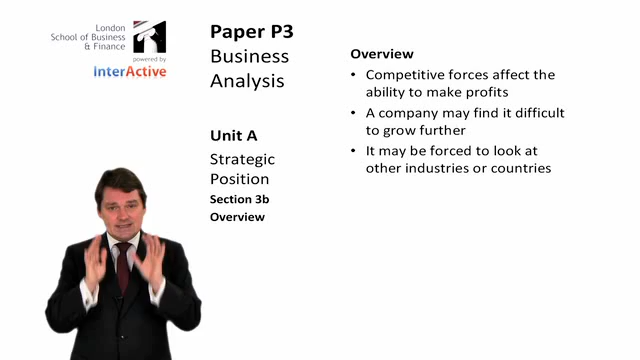 London
School of Business
& Finance
powered by
InterActive
Paper P3
Business
Analysis
Unit A
Strategic
Position
Section 3b
Overview
Overview
• Competitive forces affect the
ability to make profits
• A company may find it difficult
to grow further
• It may be forced to look at
other industries or countries